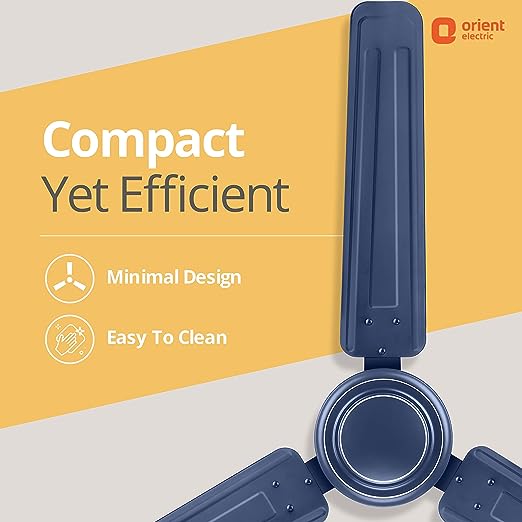 orient
electric
Compact
Yet Efficient
Minimal Design
Easy To Clean